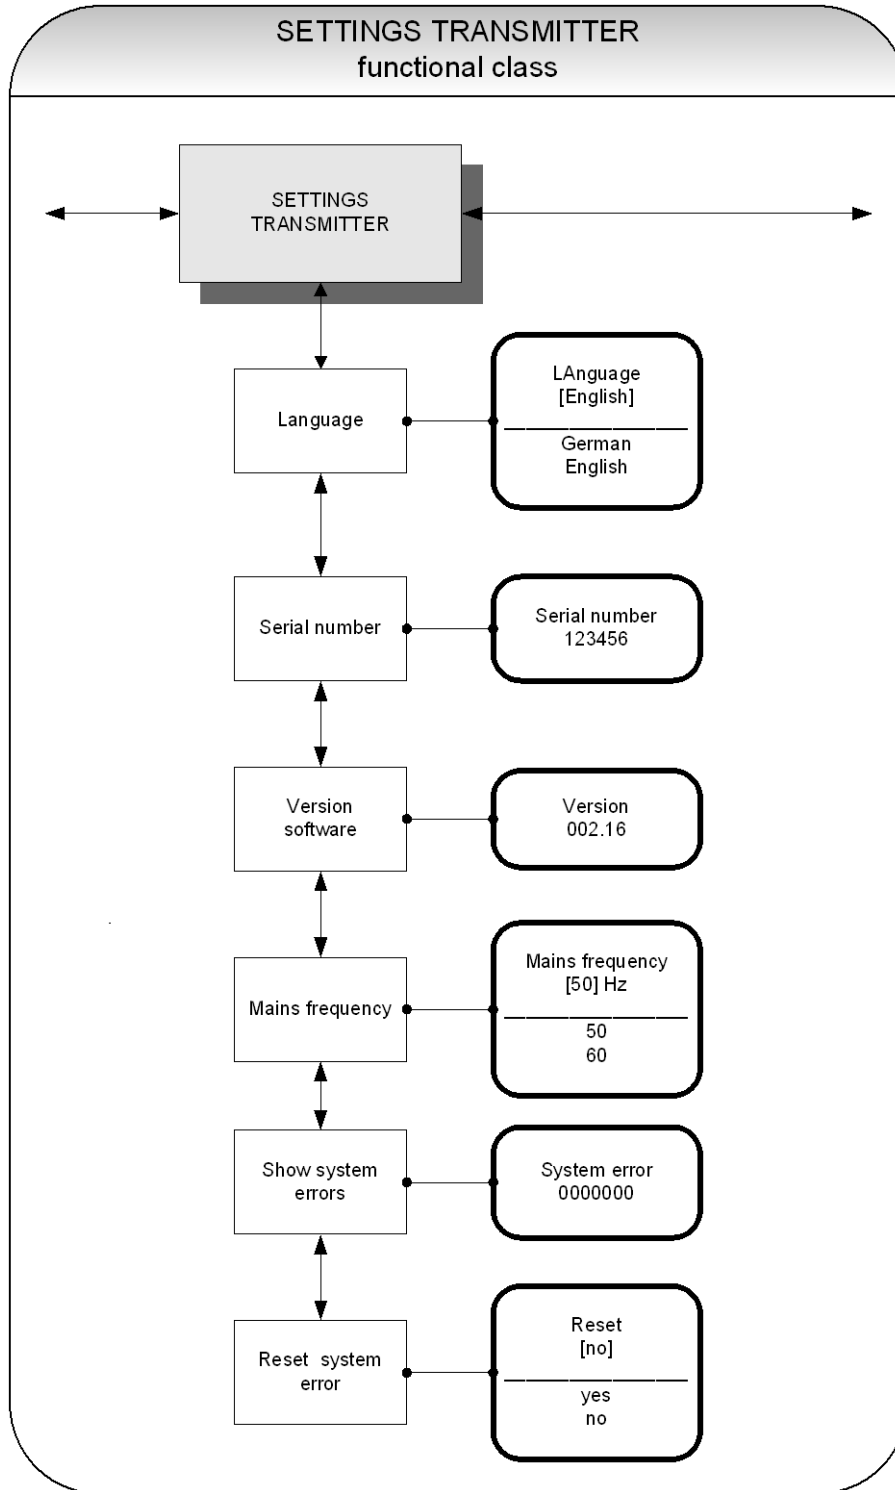 SETTINGS TRANSMITTER
functional class
SETTINGS
TRANSMITTER
Language
LAnguage
[English]
German
English
Serial number
Serial number
123456
Version
software
Version
002.16
Mains frequency
Mains frequency
[50] Hz
50
60
Show system
errors
System error
0000000
Reset system
error
Reset
[no]
yes
no